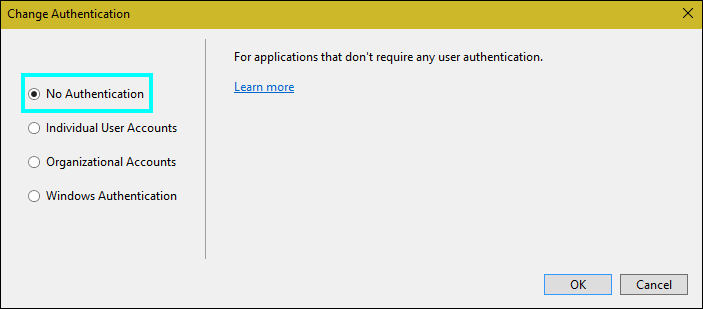 Change Authentication
No Authentication
Individual User Accounts
Organizational Accounts
Windows Authentication
For applications that don't require any user authentication.
Learn more
OK
Cancel